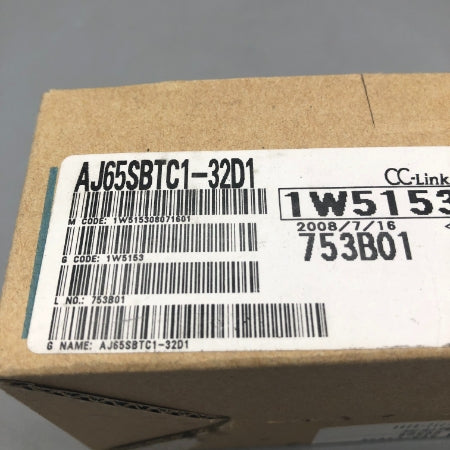 AJ65SBTC1-32D1
CC-Link
M CODE: 1W515308071601
1W5153
2008/7/16
G CODE: 1W5153
753B01
L NO.: 753B01
G NAME: AJ65SBTC1-32D1